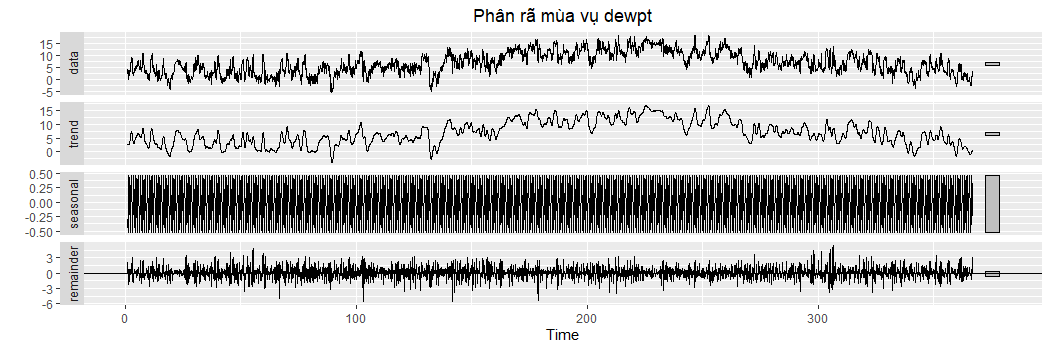 Phân rã mùa vụ dewpt
data
15
10
5
0
-5
trend
15
10
5
0
seasonal
0.50
0.25
0.00
-0.25
-0.50
remainder
3
0
-3
-6
0 100 200 300
Time